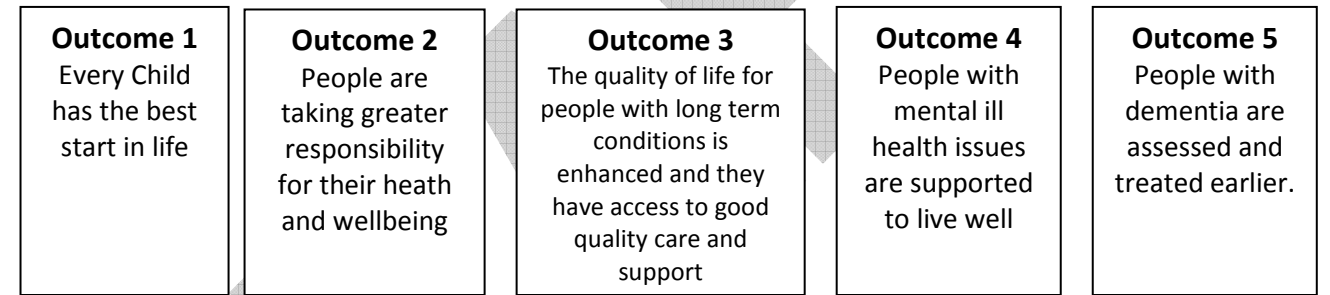 Outcome 1
Every Child
has the best
start in life
Outcome 2
People are
taking greater
responsibility
for their heath
and wellbeing
Outcome 3
The quality of life for
people with long term
conditions is
enhanced and they
have access to good
quality care and
support
Outcome 4
People with
mental ill
health issues
are supported
to live well
Outcome 5
People with
dementia are
assessed and
treated earlier.